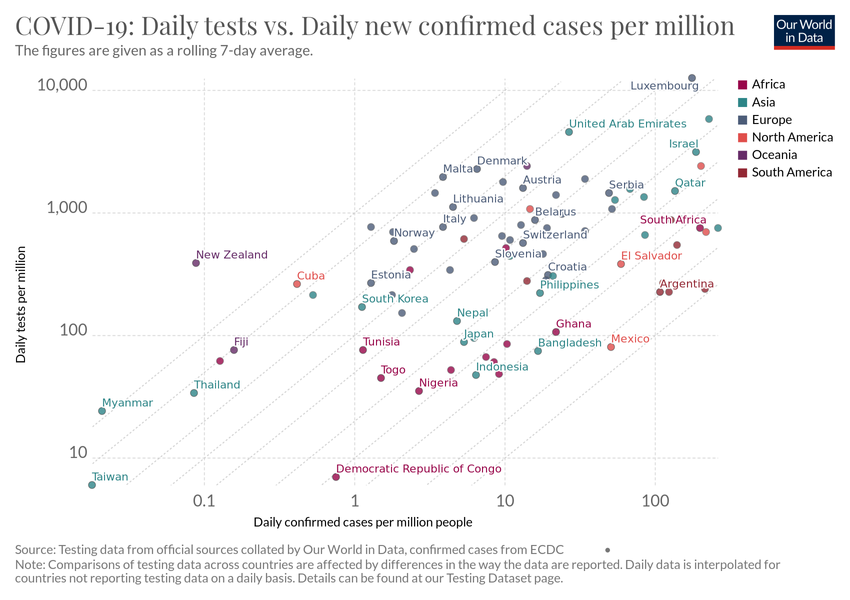 COVID-19: Daily tests vs. Daily new confirmed cases per million
The figures are given as a rolling 7-day average.
Our World
in Data
10,000
1,000
100
10
Daily tests per million
0.1
1
10
100
Daily confirmed cases per million people
Luxembourg
United Arab Emirates
Israel
Denmark
Malta
Austria
Serbia
Qatar
Lithuania
Belarus
Italy
South Africa
Norway
Switzerland
New Zealand
Slovenia
El Salvador
Croatia
Cuba
Estonia
Philippines
Argentina
South Korea
Nepal
Ghana
Japan
Fiji
Tunisia
Bangladesh
Mexico
Togo
Indonesia
Thailand
Nigeria
Myanmar
Democratic Republic of Congo
Taiwan
Africa
Asia
Europe
North America
Oceania
South America
Source: Testing data from official sources collated by Our World in Data, confirmed cases from ECDC
Note: Comparisons of testing data across countries are affected by differences in the way the data are reported. Daily data is interpolated for
countries not reporting testing data on a daily basis. Details can be found at our Testing Dataset page.